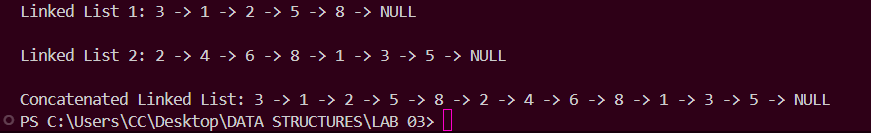 Linked List 1: 3 -> 1 -> 2 -> 5 -> 8 -> NULL
Linked List 2: 2 -> 4 -> 6 -> 8 -> 1 -> 3 -> 5 -> NULL
Concatenated Linked List: 3 -> 1 -> 2 -> 5 -> 8 -> 2 -> 4 -> 6 -> 8 -> 1 -> 3 -> 5 -> NULL
PS C:\Users\CC\Desktop\DATA STRUCTURES\LAB 03>